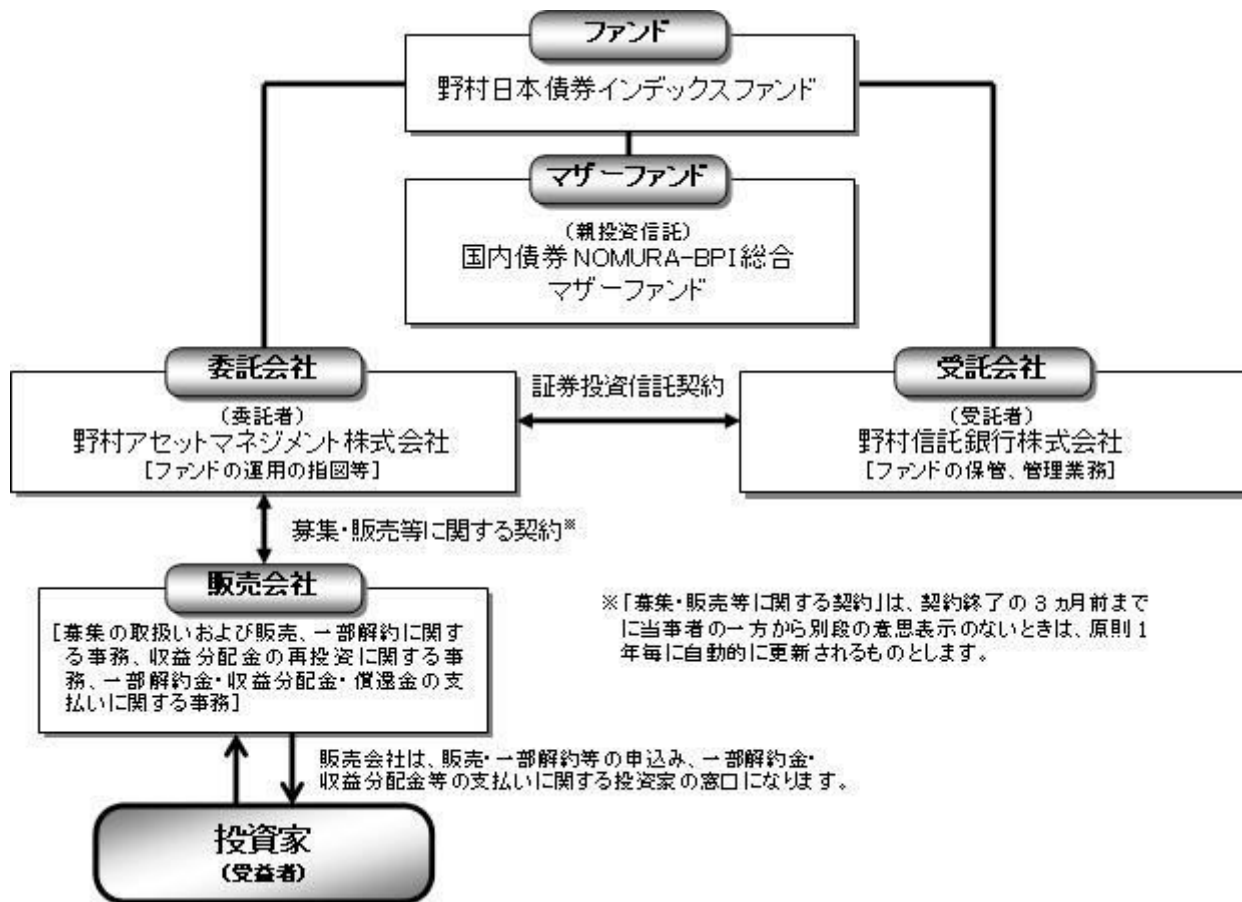 ファンド
野村日本債券インデックスファンド
マザーファンド
(親投資信託)
国内債券NOMURA-BPI総合
マザーファンド
委託会社
(委託者)
野村アセットマネジメント株式会社
[ファンドの運用の指図等]
証券投資信託契約
受託会社
(受託者)
野村信託銀行株式会社
[ファンドの保管、管理業務]
募集・販売等に関する契約※
販売会社
[募集の取扱いおよび販売、一部解約に関す
る事務、収益分配金の再投資に関する事
務、一部解約金・収益分配金・償還金の支
払いに関する事務]
※「募集・販売等に関する契約」は、契約終了の3ヵ月前まで
に当事者の一方から別段の意思表示のないときは、原則1
年毎に自動的に更新されるものとします。
販売会社は、販売・一部解約等の申込み、一部解約金・
収益分配金等の支払いに関する投資家の窓口になります。
投資家
(受益者)